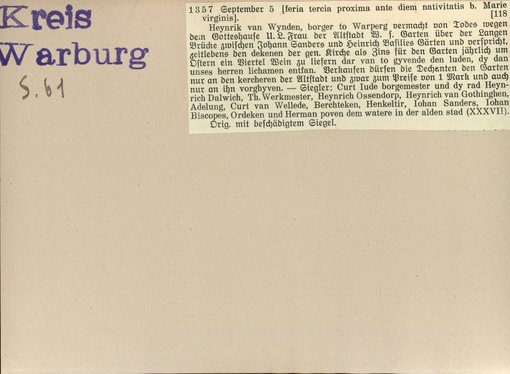 Kreis
Warburg
S. 61
1357 September 5 [feria tercia proxima ante diem nativitatis b. Marie
virginis]. [118
Heynrik van Wynden, borger to Warperg vermacht von Todes wegen
dem Gotteshause U. L. Frau der Altstadt W. s. Garten über der Langen
Brücke zwischen Johann Sanders und Heinrich Basilies Gärten und verspricht,
zeitlebens den dekenen der gen. Kirche als Zins für den Garten jährlich um
Ostern ein Viertel Wein zu liefern dar van to gyvende den luden, dy dan
unses herren lichamen entfan. Verkaufen dürfen die Dechanten den Garten
nur an den kercheren der Altstadt und zwar zum Preise von 1 Mark und auch
nur an ihn vorghyven. — Siegler: Curt Iude borgemester und dy rad Heyn-
rich Dalwich, Th. Werkmester, Heynrich Ossendorp, Heynrich van Gothinghen,
Adelung, Curt van Wellede, Berchteken, Henkeltir, Iohan Sanders, Iohan
Biscopes, Ordeken und Herman poven dem watere in der alden stad (XXXVII).
Orig. mit beschädigtem Siegel.